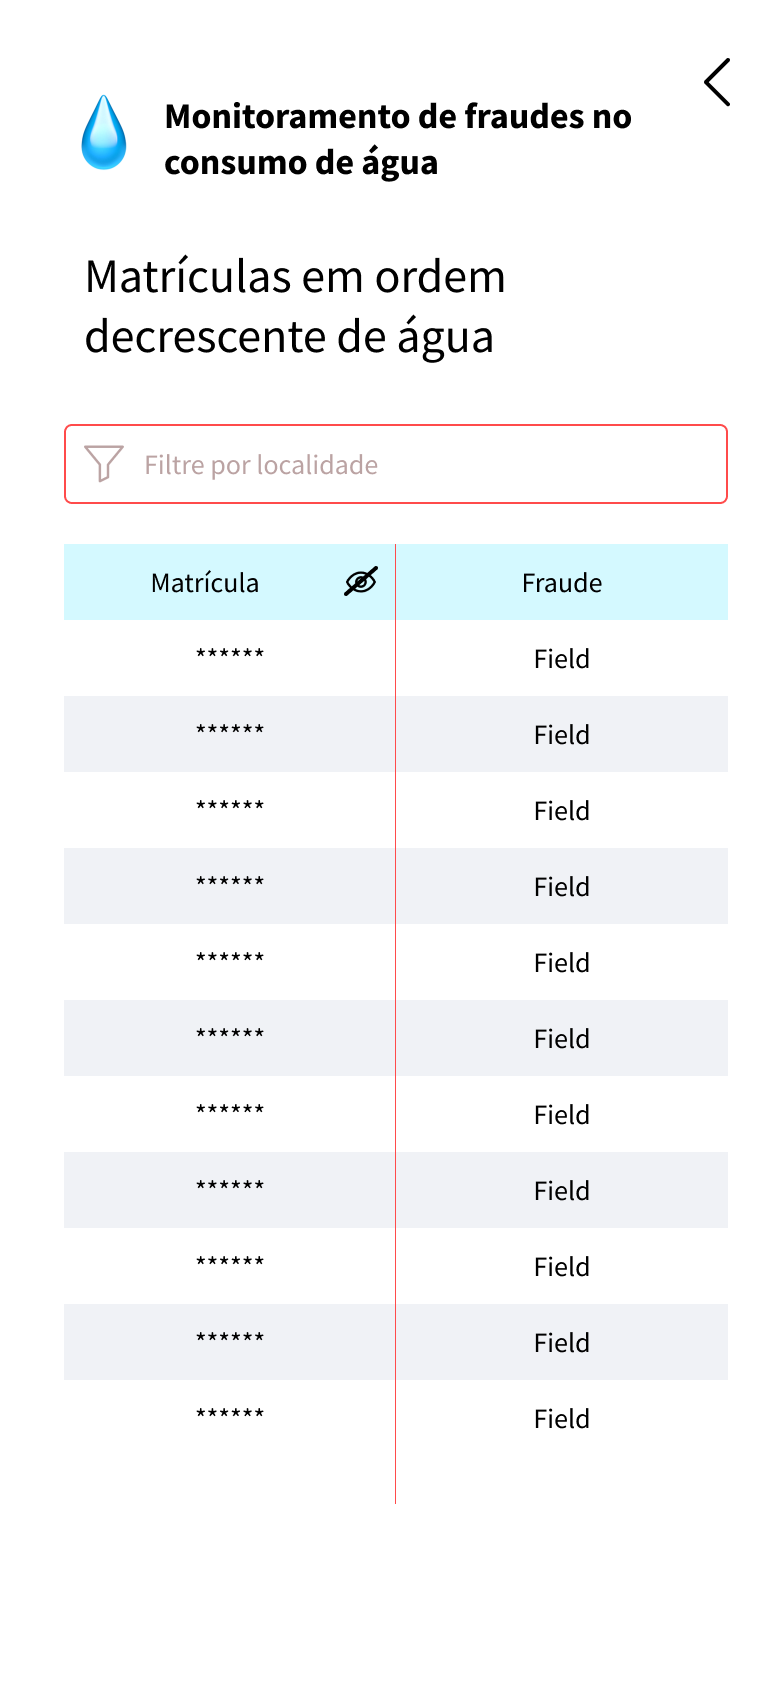 Monitoramento de fraudes no
consumo de água
Matrículas em ordem
decrescente de água
Filtre por localidade
Matrícula Fraude
****** Field
****** Field
****** Field
****** Field
****** Field
****** Field
****** Field
****** Field
****** Field
****** Field
****** Field